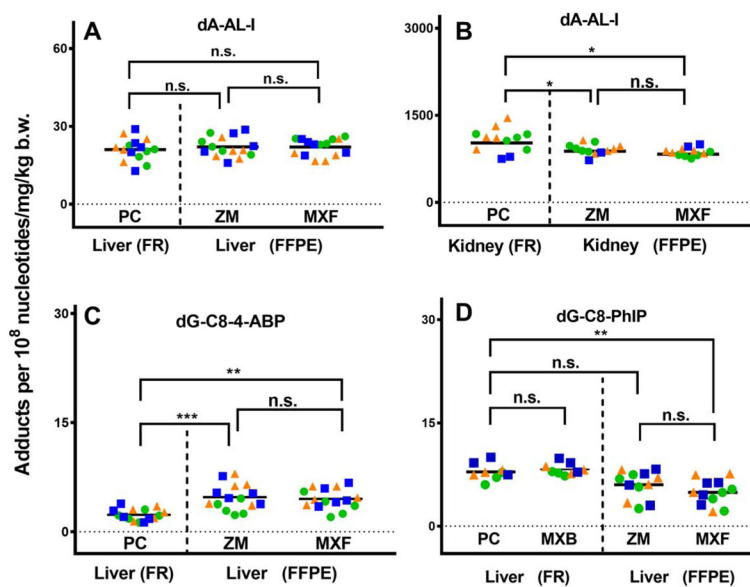 Adducts per 10⁸ nucleotides/mg/kg b.w.
A
dA-AL-I
60
30
0
n.s.
n.s.
n.s.
PC
ZM
MXF
Liver (FR)
Liver (FFPE)
B
dA-AL-I
3000
1500
0
*
*
n.s.
PC
ZM
MXF
Kidney (FR)
Kidney (FFPE)
C
dG-C8-4-ABP
30
15
0
**
***
n.s.
PC
ZM
MXF
Liver (FR)
Liver (FFPE)
D
dG-C8-PhIP
30
15
0
**
n.s.
n.s.
n.s.
PC
MXB
ZM
MXF
Liver (FR)
Liver (FFPE)